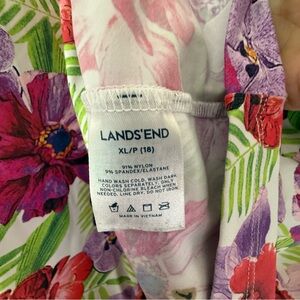 LANDS'END
XL/P (18)
91% NYLON
9% SPANDEX/ELASTANE
HAND WASH COLD, WASH DARK
COLORS SEPARATELY, ONLY
NON-CHLORINE BLEACH WHEN
NEEDED, LINE DRY, DO NOT IRON.
MADE IN VIETNAM